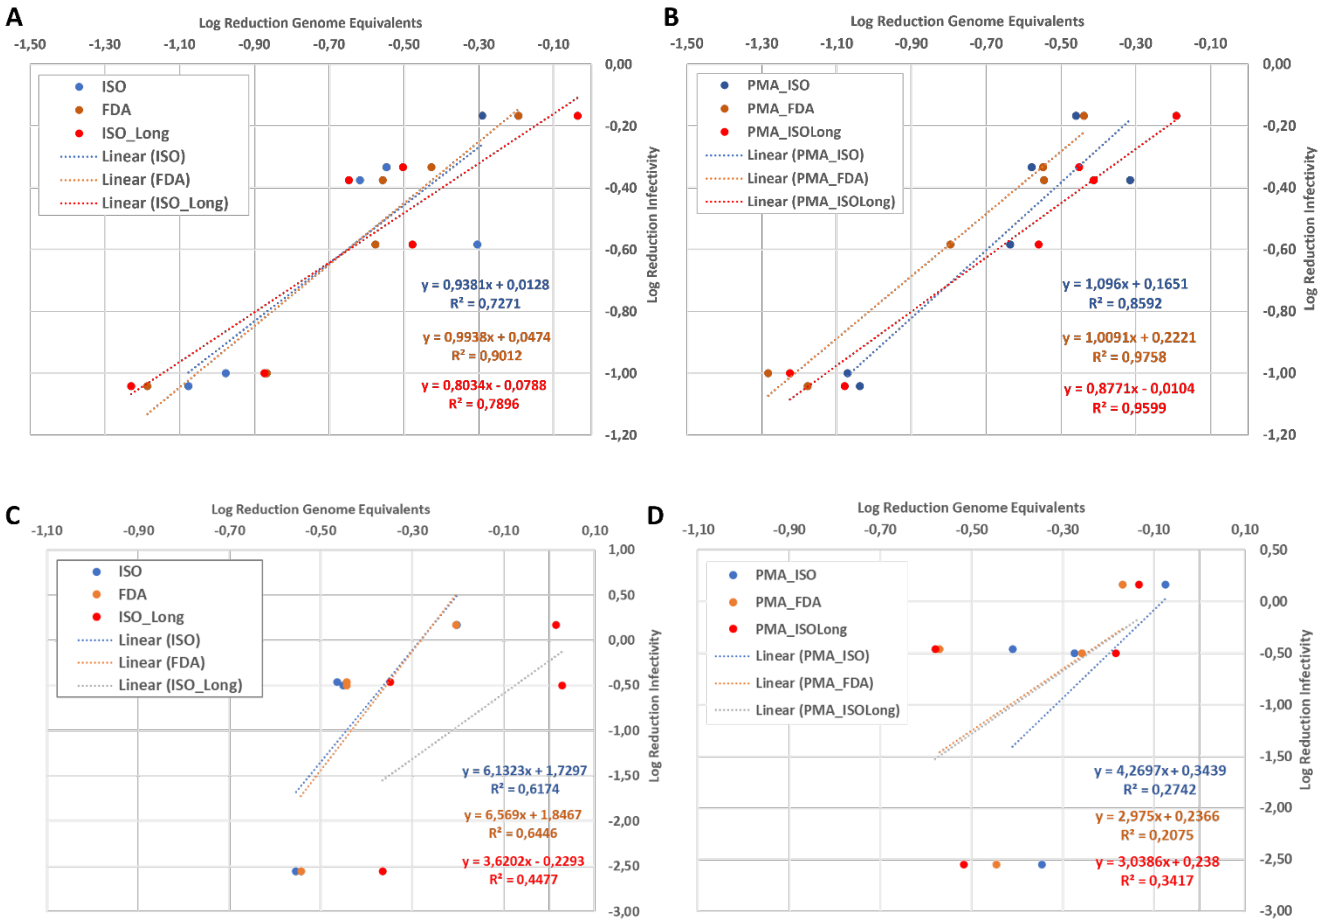 A
Log Reduction Genome Equivalents
-1,50 -1,30 -1,10 -0,90 -0,70 -0,50 -0,30 -0,10
0,00
-0,20
-0,40
-0,60
-0,80
-1,00
-1,20
Log Reduction Infectivity
ISO
FDA
ISO_Long
Linear (ISO)
Linear (FDA)
Linear (ISO_Long)
y = 0,9381x + 0,0128
R² = 0,7271
y = 0,9938x + 0,0474
R² = 0,9012
y = 0,8034x - 0,0788
R² = 0,7896
B
Log Reduction Genome Equivalents
-1,50 -1,30 -1,10 -0,90 -0,70 -0,50 -0,30 -0,10
0,00
-0,20
-0,40
-0,60
-0,80
-1,00
-1,20
Log Reduction Infectivity
PMA_ISO
PMA_FDA
PMA_ISOLong
Linear (PMA_ISO)
Linear (PMA_FDA)
Linear (PMA_ISOLong)
y = 1,096x + 0,1651
R² = 0,8592
y = 1,0091x + 0,2221
R² = 0,9758
y = 0,8771x - 0,0104
R² = 0,9599
C
Log Reduction Genome Equivalents
-1,10 -0,90 -0,70 -0,50 -0,30 -0,10 0,10
1,00
0,50
0,00
-0,50
-1,00
-1,50
-2,00
-2,50
-3,00
Log Reduction Infectivity
ISO
FDA
ISO_Long
Linear (ISO)
Linear (FDA)
Linear (ISO_Long)
y = 6,1323x + 1,7297
R² = 0,6174
y = 6,569x + 1,8467
R² = 0,6446
y = 3,6202x - 0,2293
R² = 0,4477
D
Log Reduction Genome Equivalents
-1,10 -0,90 -0,70 -0,50 -0,30 -0,10 0,10
0,50
0,00
-0,50
-1,00
-1,50
-2,00
-2,50
-3,00
Log Reduction Infectivity
PMA_ISO
PMA_FDA
PMA_ISOLong
Linear (PMA_ISO)
Linear (PMA_FDA)
Linear (PMA_ISOLong)
y = 4,2697x + 0,3439
R² = 0,2742
y = 2,975x + 0,2366
R² = 0,2075
y = 3,0386x + 0,238
R² = 0,3417